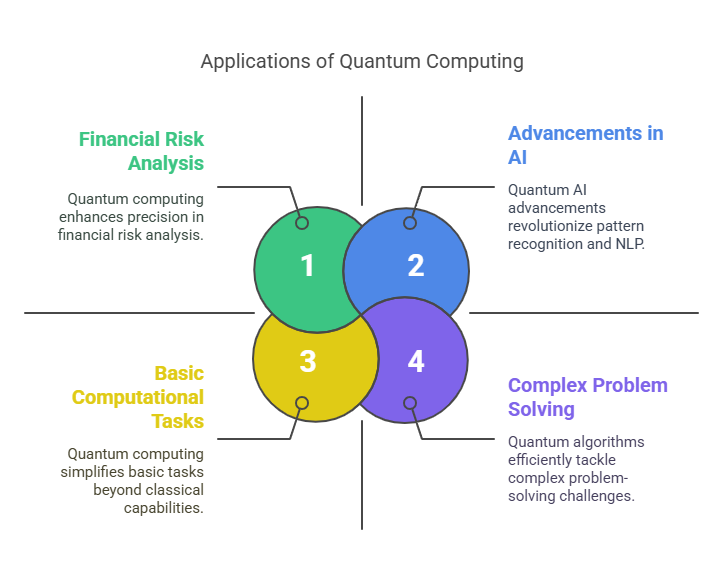 Applications of Quantum Computing
Financial Risk
Analysis
Quantum computing
enhances precision in
financial risk analysis.
Advancements in
AI
Quantum AI
advancements
revolutionize pattern
recognition and NLP.
1
2
3
4
Basic
Computational
Tasks
Quantum computing
simplifies basic tasks
beyond classical
capabilities.
Complex Problem
Solving
Quantum algorithms
efficiently tackle
complex problem-
solving challenges.